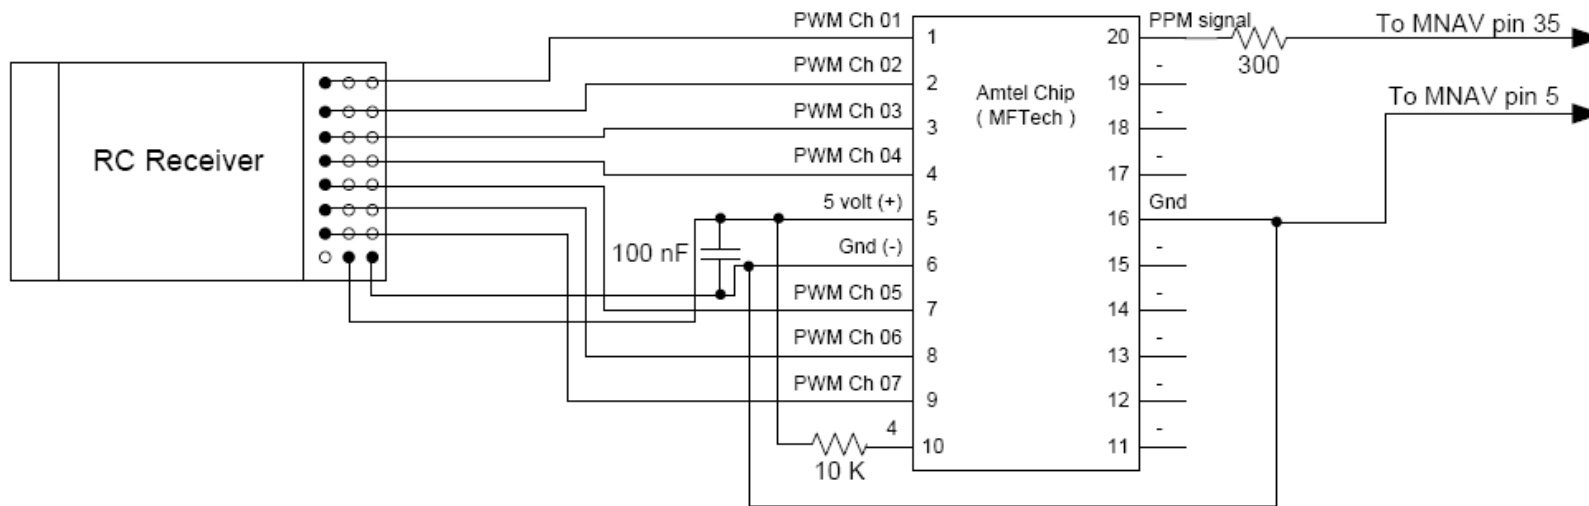 RC Receiver
PWM Ch 01
PWM Ch 02
PWM Ch 03
PWM Ch 04
5 volt (+)
Gnd (-)
PWM Ch 05
PWM Ch 06
PWM Ch 07
4
100 nF
10 K
1
2
3
4
5
6
7
8
9
10
Amtel Chip
( MFTech )
20
19
18
17
16
15
14
13
12
11
PPM signal
-
-
-
Gnd
-
-
-
-
-
300
To MNAV pin 35
To MNAV pin 5